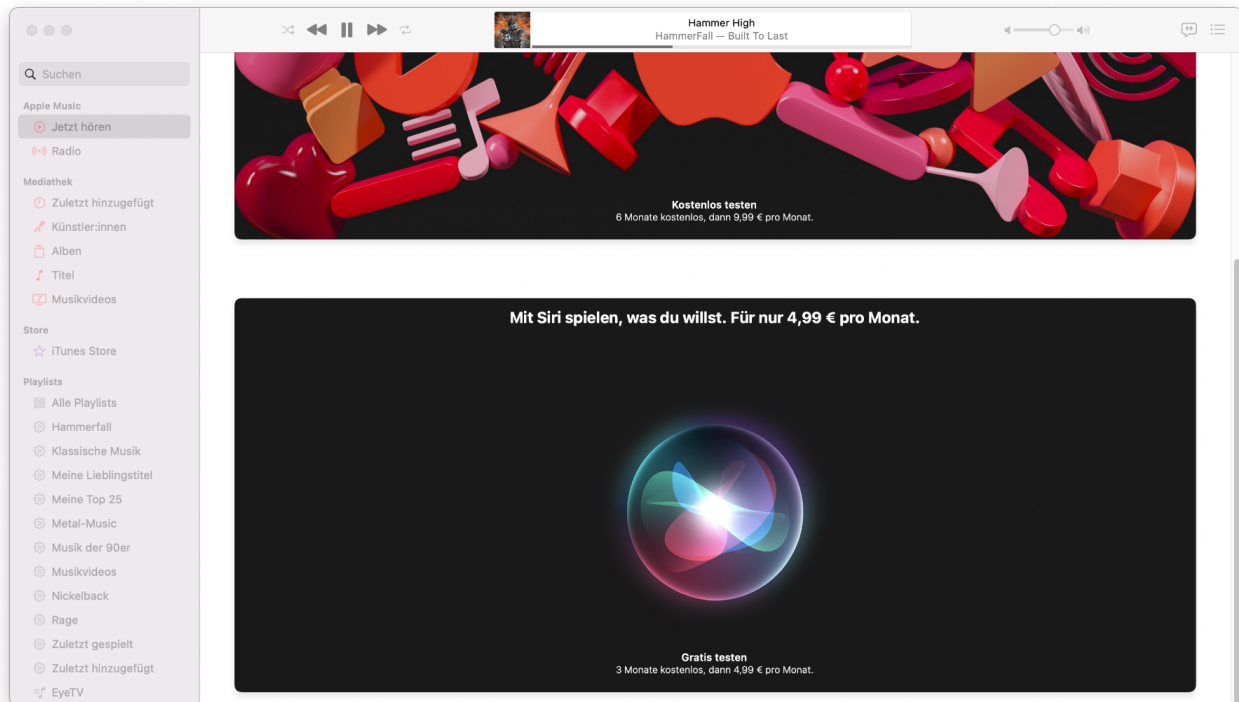 Hammer High
HammerFall — Built To Last
Suchen
Apple Music
Jetzt hören
Radio
Mediathek
Zuletzt hinzugefügt
Künstler:innen
Alben
Titel
Musikvideos
Store
iTunes Store
Playlists
Alle Playlists
Hammerfall
Klassische Musik
Meine Lieblingstitel
Meine Top 25
Metal-Music
Musik der 90er
Musikvideos
Nickelback
Rage
Zuletzt gespielt
Zuletzt hinzugefügt
EyeTV
Kostenlos testen
6 Monate kostenlos, dann 9,99 € pro Monat.
Mit Siri spielen, was du willst. Für nur 4,99 € pro Monat.
Gratis testen
3 Monate kostenlos, dann 4,99 € pro Monat.